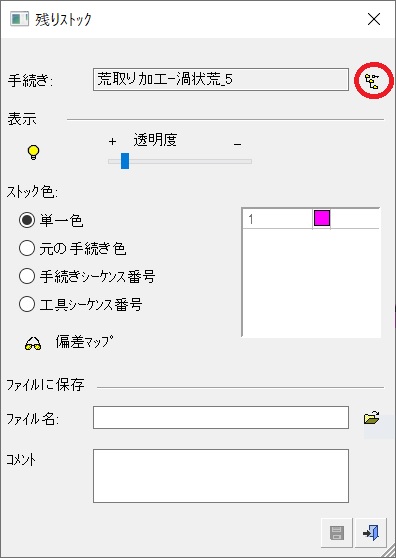 残りストック
手続き: 荒取り加工-渦状荒_5
表示
+ 透明度 −
ストック色:
単一色
元の手続き色
手続きシーケンス番号
工具シーケンス番号
1
偏差マップ
ファイルに保存
ファイル名:
コメント